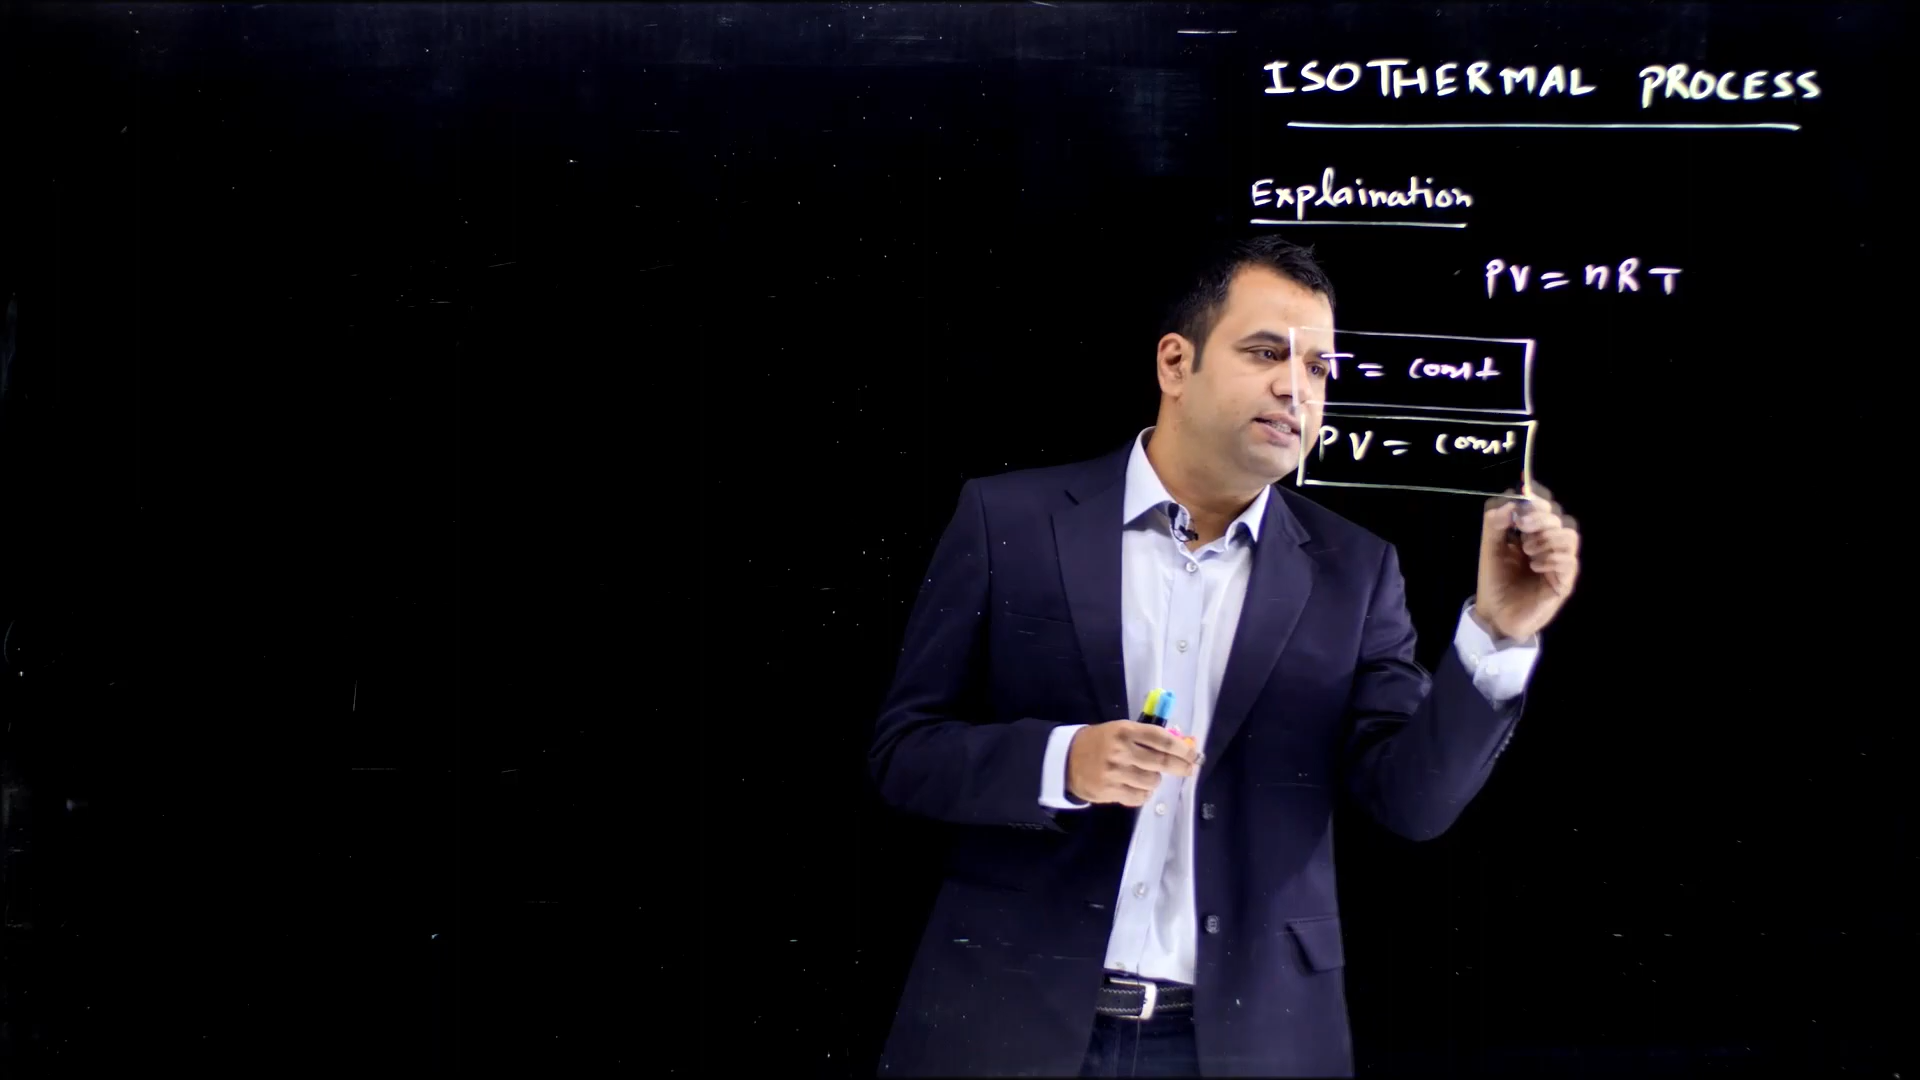 ISOTHERMAL PROCESS
Explaination
PV = nRT
T = const
PV = const